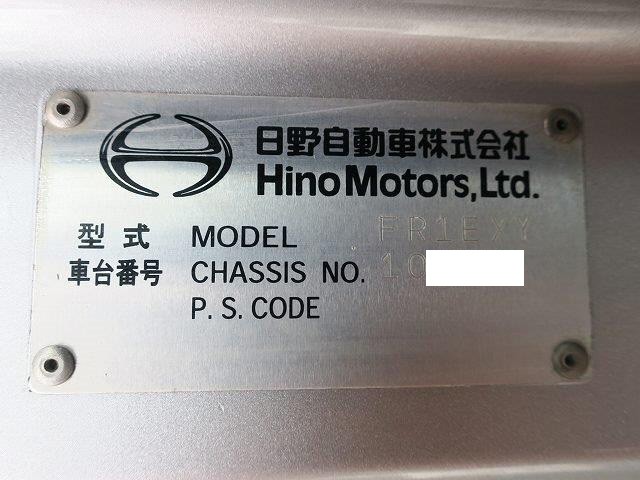 日野自動車株式会社
Hino Motors, Ltd.
型式 MODEL FR1EXY
車台番号 CHASSIS NO. 10
P. S. CODE